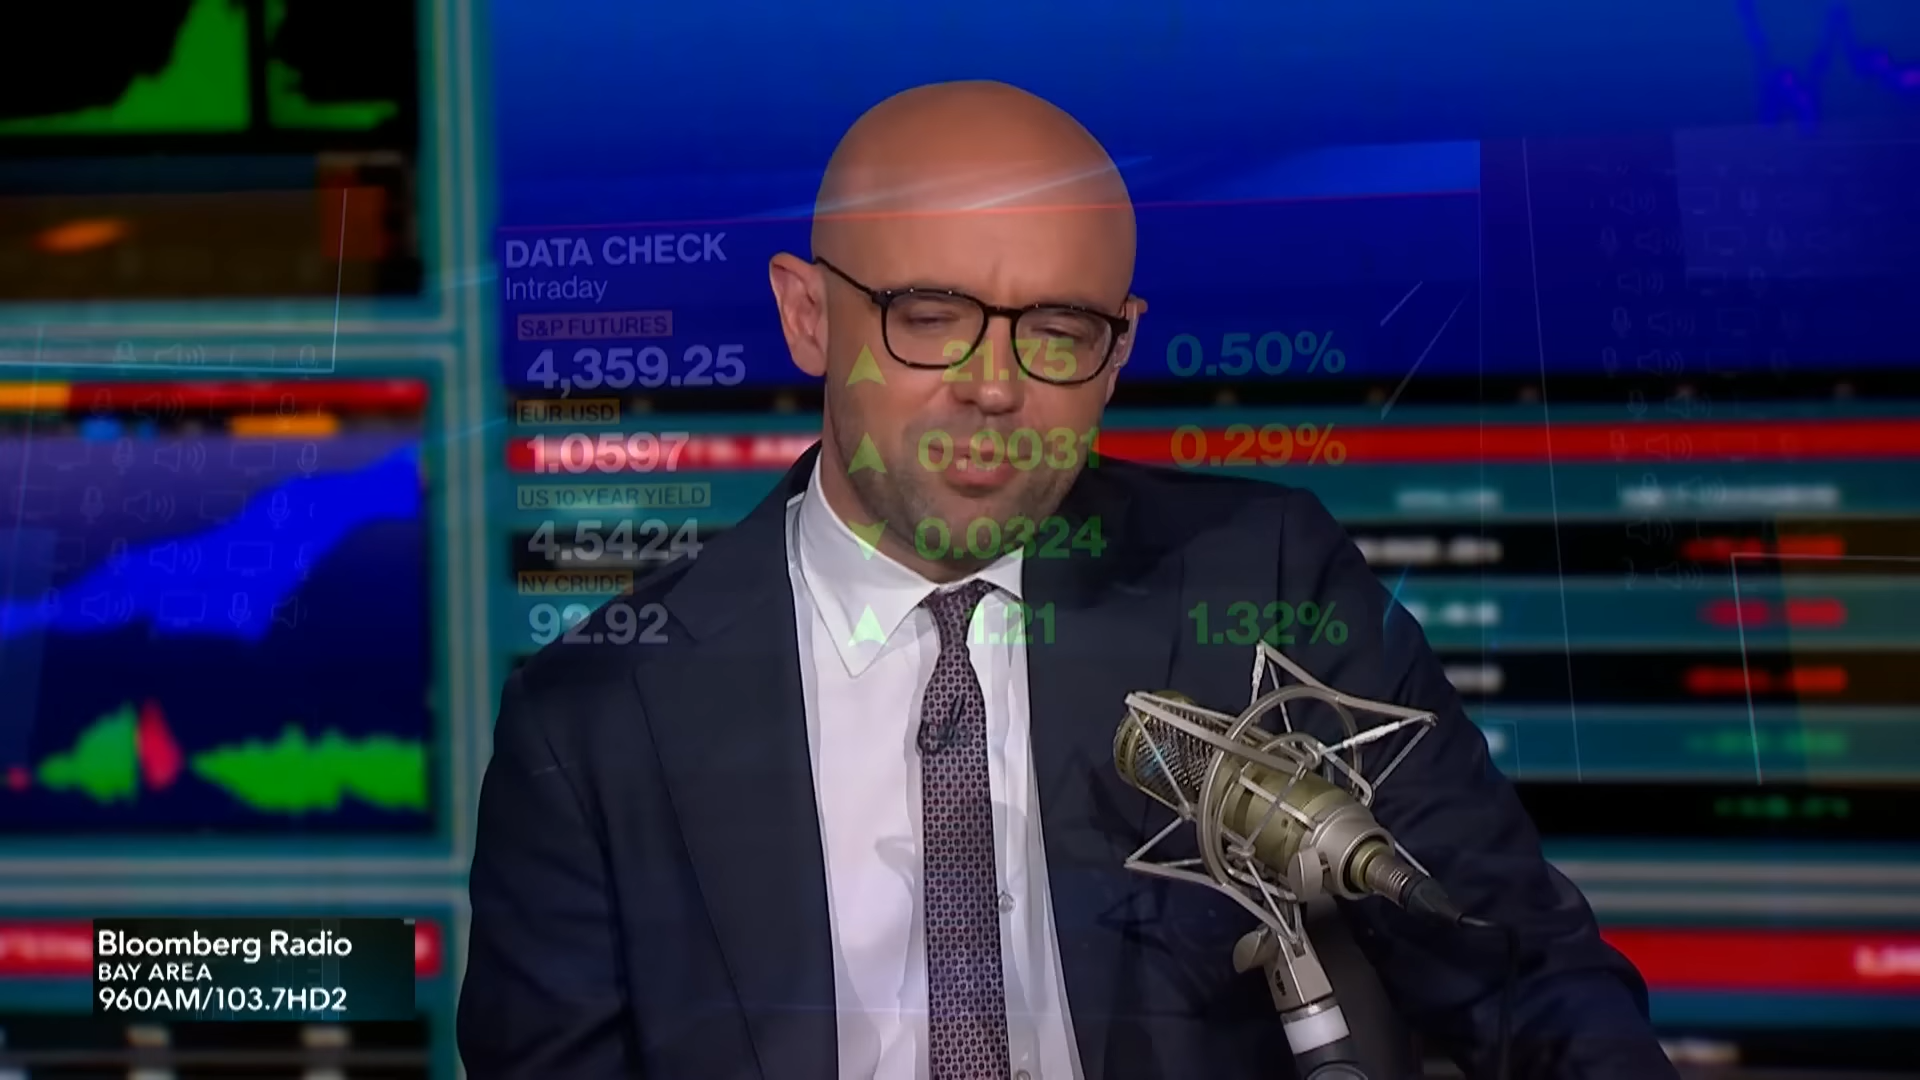 DATA CHECK
Intraday
S&P FUTURES
4,359.25 ▲ 21.75 0.50%
EUR-USD
1.0597 ▲ 0.0031 0.29%
US 10-YEAR YIELD
4.5424 ▼ 0.0324
NY CRUDE
92.92 ▲ 1.21 1.32%
Bloomberg Radio
BAY AREA
960AM/103.7HD2